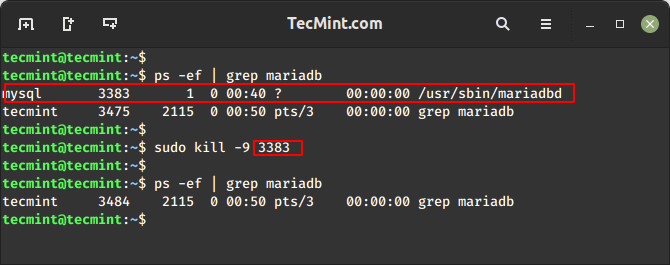 TecMint.com
tecmint@tecmint:~$
tecmint@tecmint:~$ ps -ef | grep mariadb
mysql 3383 1 0 00:40 ? 00:00:00 /usr/sbin/mariadbd
tecmint 3475 2115 0 00:50 pts/3 00:00:00 grep mariadb
tecmint@tecmint:~$
tecmint@tecmint:~$ sudo kill -9 3383
tecmint@tecmint:~$
tecmint@tecmint:~$ ps -ef | grep mariadb
tecmint 3484 2115 0 00:50 pts/3 00:00:00 grep mariadb
tecmint@tecmint:~$